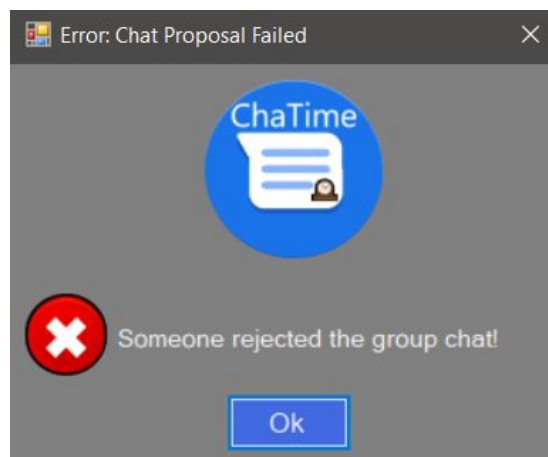 Error: Chat Proposal Failed
ChaTime
Someone rejected the group chat!
Ok